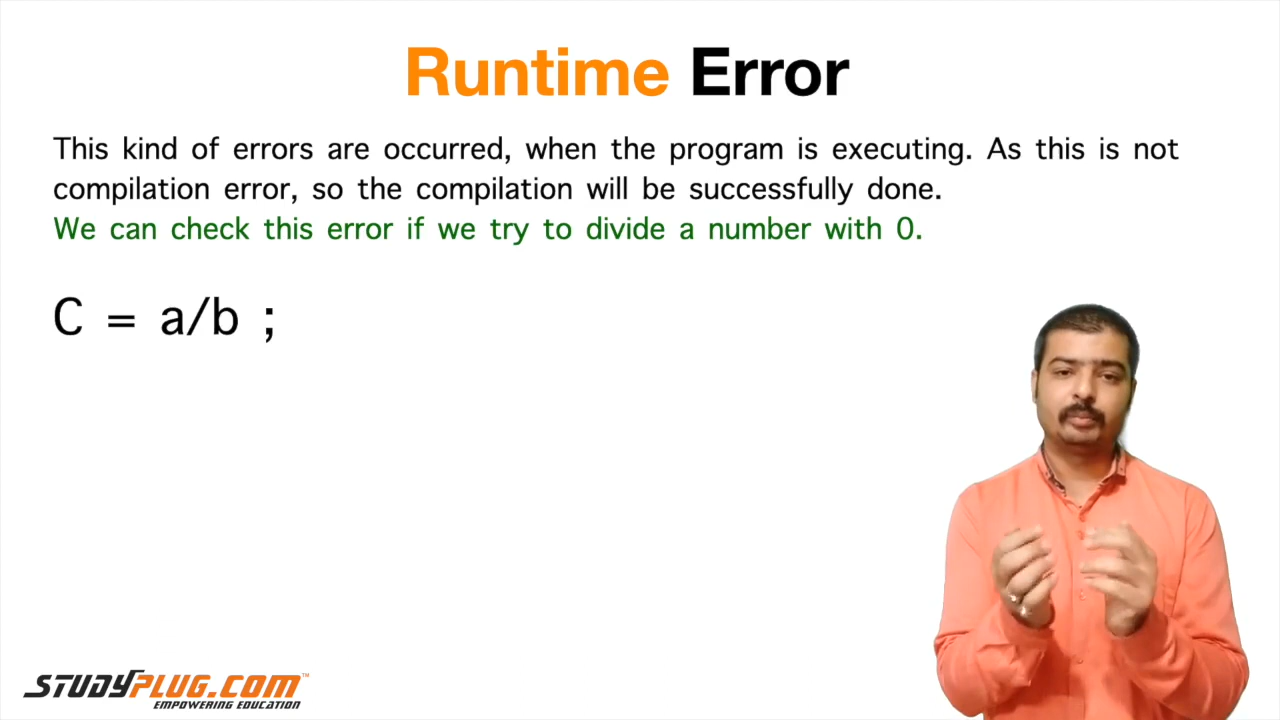 Runtime Error
This kind of errors are occurred, when the program is executing. As this is not
compilation error, so the compilation will be successfully done.
We can check this error if we try to divide a number with 0.
C = a/b ;
STUDYPLUG.COM™
EMPOWERING EDUCATION